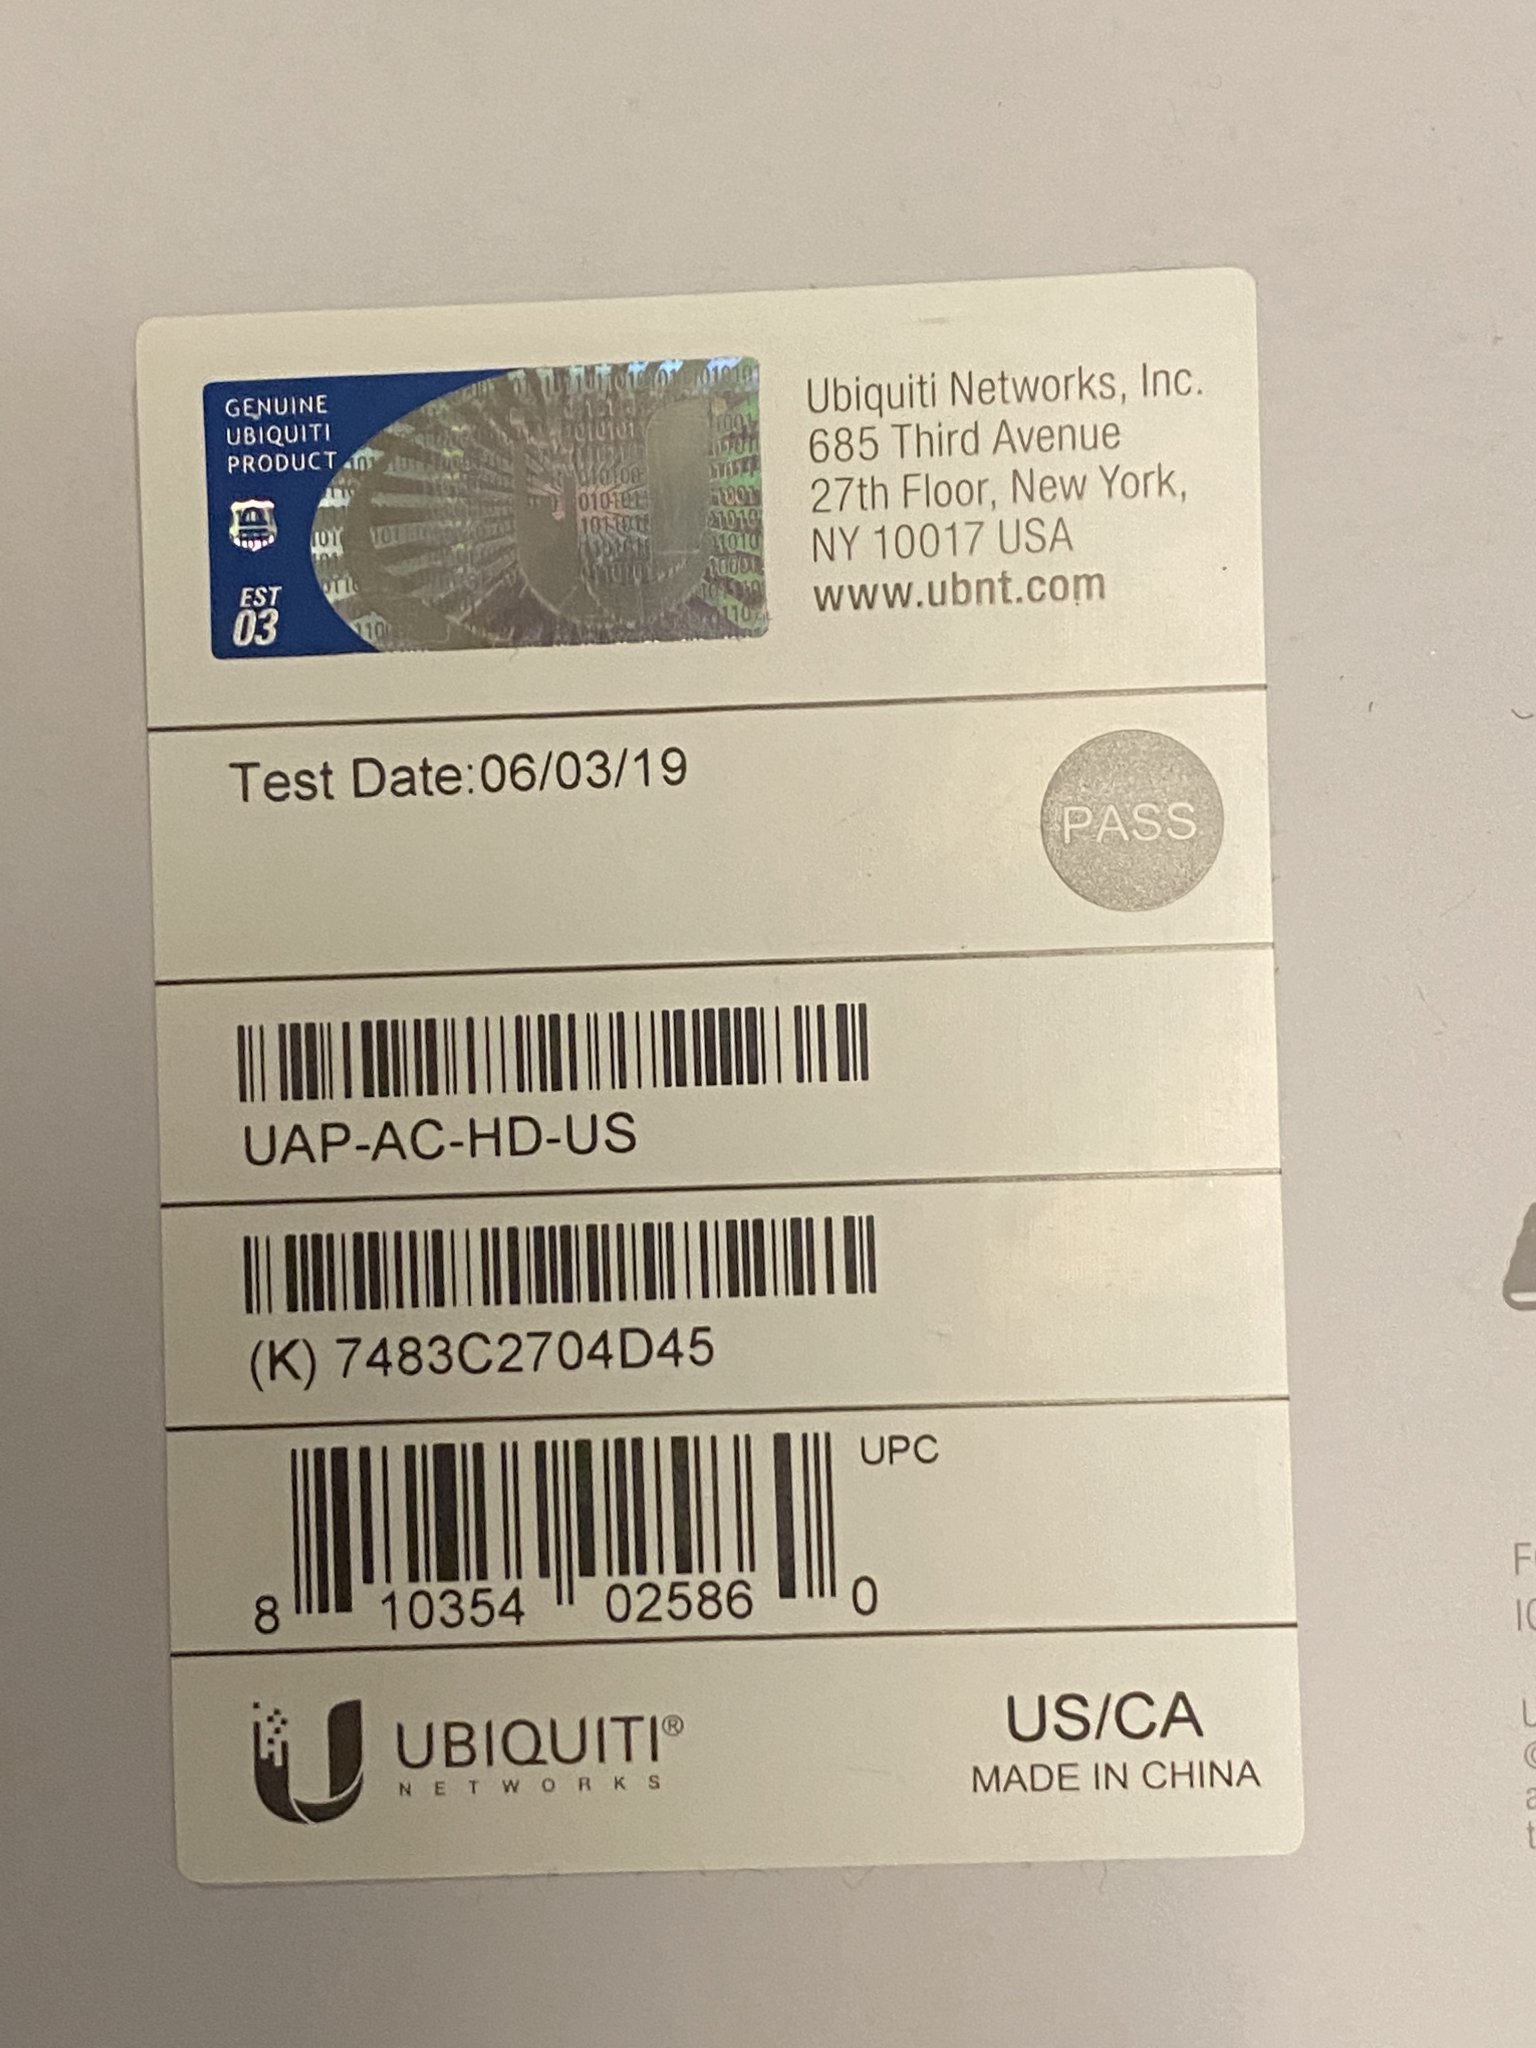 GENUINE
UBIQUITI
PRODUCT
EST
03
Ubiquiti Networks, Inc.
685 Third Avenue
27th Floor, New York,
NY 10017 USA
www.ubnt.com
Test Date:06/03/19
PASS
UAP-AC-HD-US
(K) 7483C2704D45
UPC
8 10354 02586 0
UBIQUITI®
NETWORKS
US/CA
MADE IN CHINA